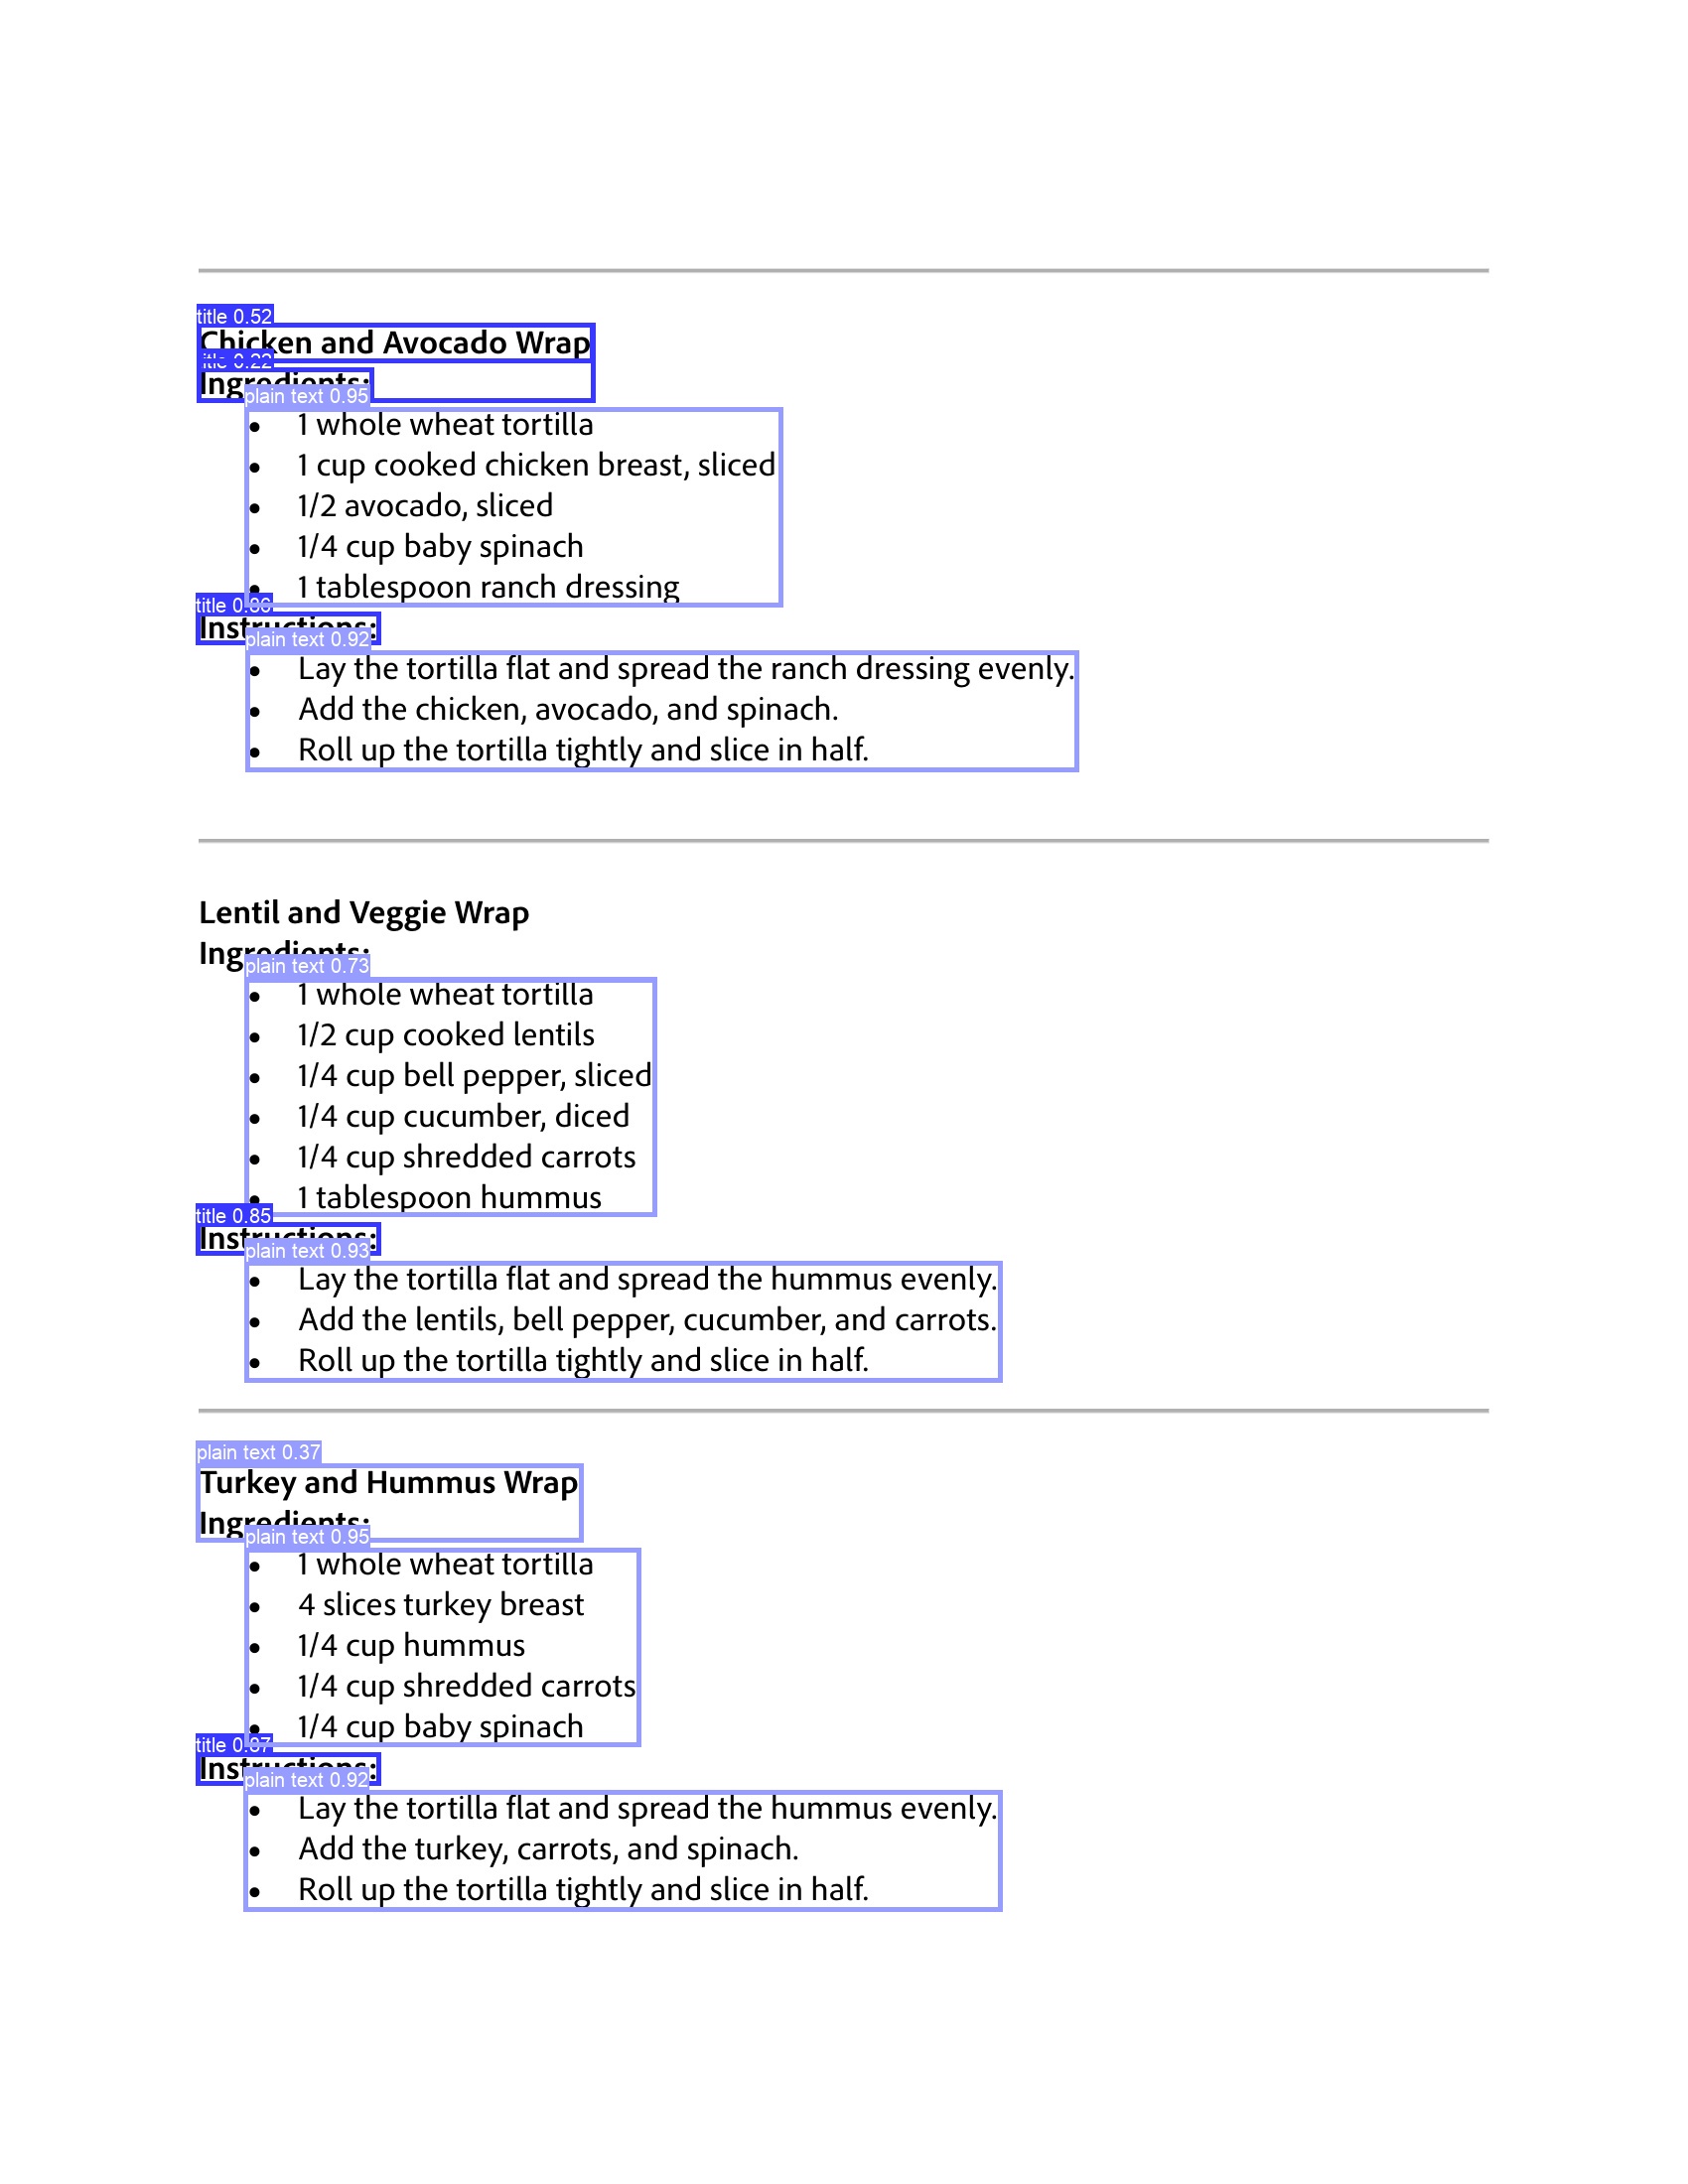 title 0.52
Chicken and Avocado Wrap
title 0.22
Ingredients:
plain text 0.95
• 1 whole wheat tortilla
• 1 cup cooked chicken breast, sliced
• 1/2 avocado, sliced
• 1/4 cup baby spinach
• 1 tablespoon ranch dressing
title 0.86
Instructions:
plain text 0.92
• Lay the tortilla flat and spread the ranch dressing evenly.
• Add the chicken, avocado, and spinach.
• Roll up the tortilla tightly and slice in half.
Lentil and Veggie Wrap
Ingredients:
plain text 0.73
• 1 whole wheat tortilla
• 1/2 cup cooked lentils
• 1/4 cup bell pepper, sliced
• 1/4 cup cucumber, diced
• 1/4 cup shredded carrots
• 1 tablespoon hummus
title 0.85
Instructions:
plain text 0.93
• Lay the tortilla flat and spread the hummus evenly.
• Add the lentils, bell pepper, cucumber, and carrots.
• Roll up the tortilla tightly and slice in half.
plain text 0.37
Turkey and Hummus Wrap
Ingredients:
plain text 0.95
• 1 whole wheat tortilla
• 4 slices turkey breast
• 1/4 cup hummus
• 1/4 cup shredded carrots
• 1/4 cup baby spinach
title 0.87
Instructions:
plain text 0.92
• Lay the tortilla flat and spread the hummus evenly.
• Add the turkey, carrots, and spinach.
• Roll up the tortilla tightly and slice in half.